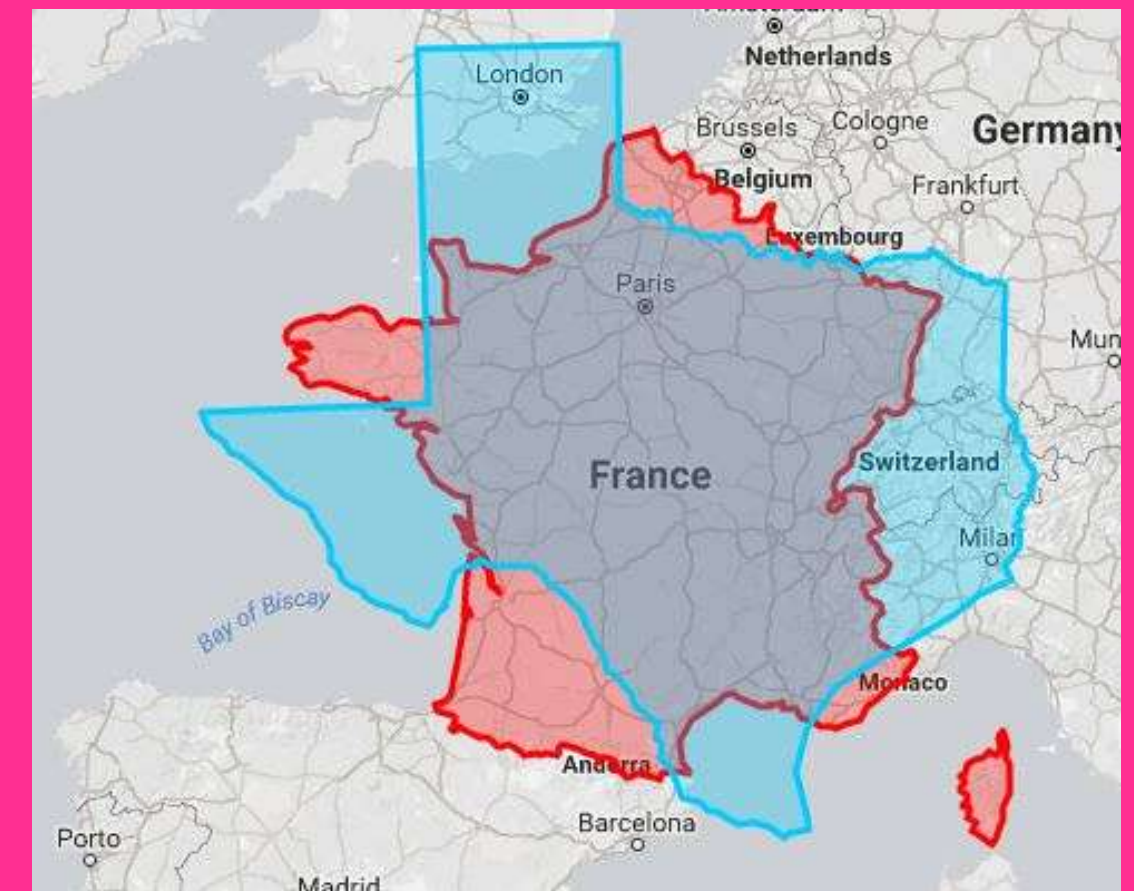 London
Netherlands
Brussels
Cologne
Germany
Belgium
Frankfurt
Luxembourg
Paris
Mun
France
Switzerland
Milan
Bay of Biscay
Monaco
Andorra
Barcelona
Porto
Madrid